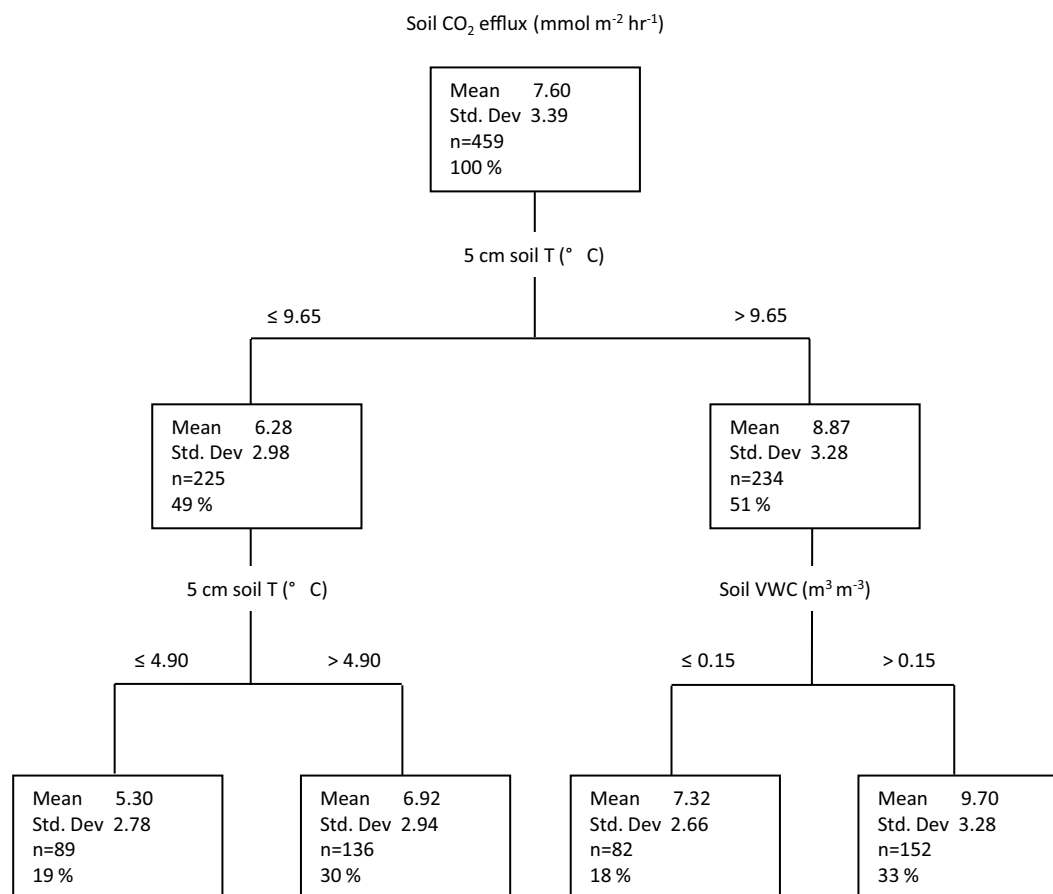 Soil CO₂ efflux (mmol m⁻² hr⁻¹)
Mean 7.60
Std. Dev 3.39
n=459
100 %
5 cm soil T (° C)
≤ 9.65
> 9.65
Mean 6.28
Std. Dev 2.98
n=225
49 %
Mean 8.87
Std. Dev 3.28
n=234
51 %
5 cm soil T (° C)
Soil VWC (m³ m⁻³)
≤ 4.90
> 4.90
≤ 0.15
> 0.15
Mean 5.30
Std. Dev 2.78
n=89
19 %
Mean 6.92
Std. Dev 2.94
n=136
30 %
Mean 7.32
Std. Dev 2.66
n=82
18 %
Mean 9.70
Std. Dev 3.28
n=152
33 %